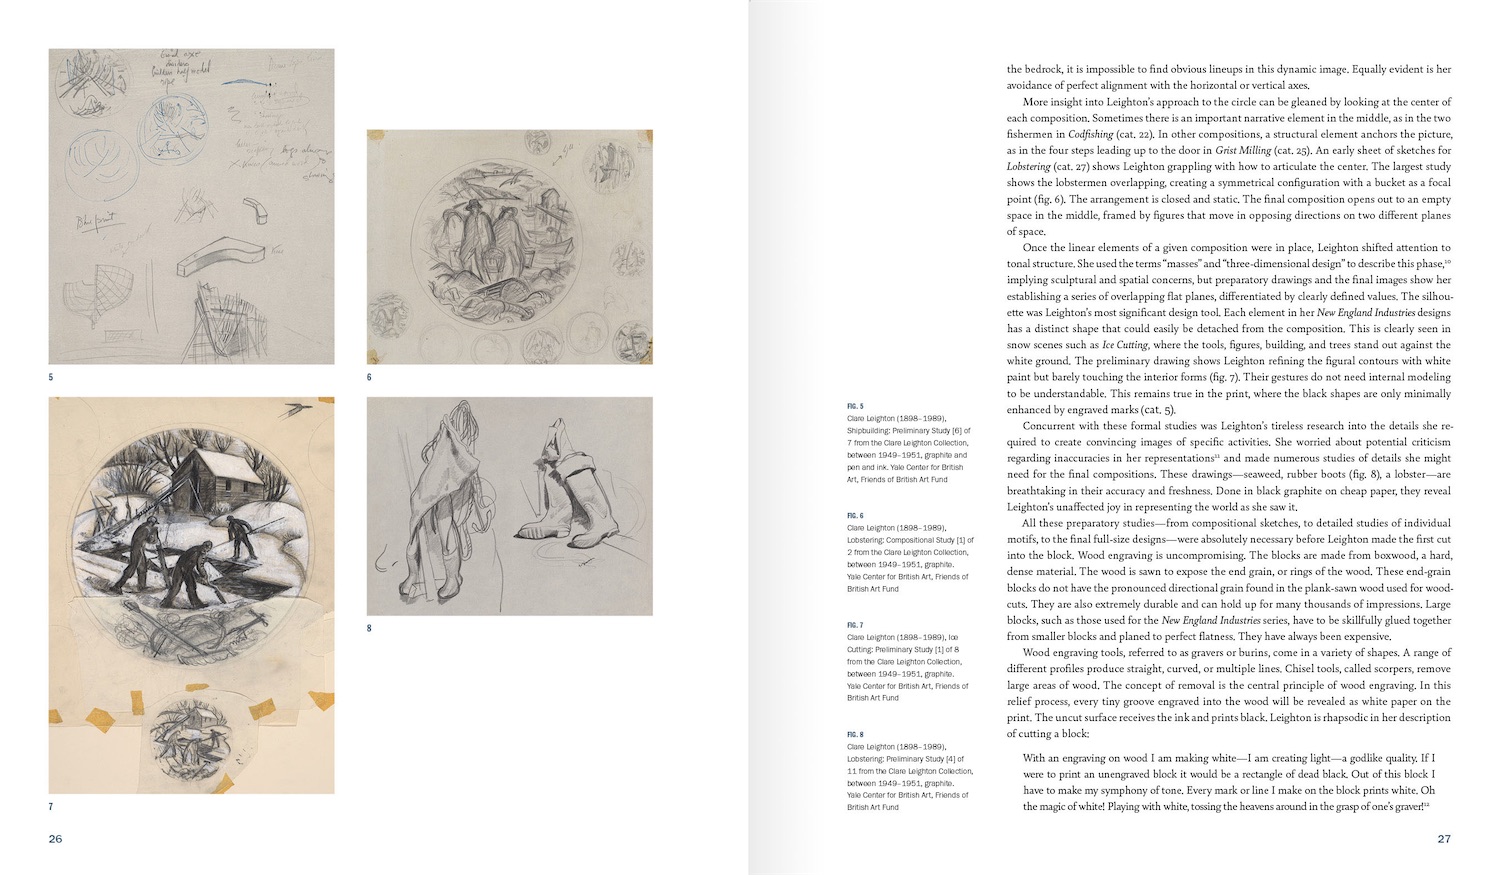 Blue print
Knee
5
6
7
8
26
FIG. 5
Clare Leighton (1898–1989),
Shipbuilding: Preliminary Study [6] of
7 from the Clare Leighton Collection,
between 1949–1951, graphite and
pen and ink. Yale Center for British
Art, Friends of British Art Fund
FIG. 6
Clare Leighton (1898–1989),
Lobstering: Compositional Study [1] of
2 from the Clare Leighton Collection,
between 1949–1951, graphite.
Yale Center for British Art, Friends of
British Art Fund
FIG. 7
Clare Leighton (1898–1989), Ice
Cutting: Preliminary Study [1] of 8
from the Clare Leighton Collection,
between 1949–1951, graphite.
Yale Center for British Art, Friends of
British Art Fund
FIG. 8
Clare Leighton (1898–1989),
Lobstering: Preliminary Study [4] of
11 from the Clare Leighton Collection,
between 1949–1951, graphite.
Yale Center for British Art, Friends of
British Art Fund
the bedrock, it is impossible to find obvious lineups in this dynamic image. Equally evident is her
avoidance of perfect alignment with the horizontal or vertical axes.
More insight into Leighton’s approach to the circle can be gleaned by looking at the center of
each composition. Sometimes there is an important narrative element in the middle, as in the two
fishermen in Codfishing (cat. 22). In other compositions, a structural element anchors the picture,
as in the four steps leading up to the door in Grist Milling (cat. 25). An early sheet of sketches for
Lobstering (cat. 27) shows Leighton grappling with how to articulate the center. The largest study
shows the lobstermen overlapping, creating a symmetrical configuration with a bucket as a focal
point (fig. 6). The arrangement is closed and static. The final composition opens out to an empty
space in the middle, framed by figures that move in opposing directions on two different planes
of space.
Once the linear elements of a given composition were in place, Leighton shifted attention to
tonal structure. She used the terms “masses” and “three-dimensional design” to describe this phase,¹⁰
implying sculptural and spatial concerns, but preparatory drawings and the final images show her
establishing a series of overlapping flat planes, differentiated by clearly defined values. The silhou-
ette was Leighton’s most significant design tool. Each element in her New England Industries designs
has a distinct shape that could easily be detached from the composition. This is clearly seen in
snow scenes such as Ice Cutting, where the tools, figures, building, and trees stand out against the
white ground. The preliminary drawing shows Leighton refining the figural contours with white
paint but barely touching the interior forms (fig. 7). Their gestures do not need internal modeling
to be understandable. This remains true in the print, where the black shapes are only minimally
enhanced by engraved marks (cat. 5).
Concurrent with these formal studies was Leighton’s tireless research into the details she re-
quired to create convincing images of specific activities. She worried about potential criticism
regarding inaccuracies in her representations¹¹ and made numerous studies of details she might
need for the final compositions. These drawings—seaweed, rubber boots (fig. 8), a lobster—are
breathtaking in their accuracy and freshness. Done in black graphite on cheap paper, they reveal
Leighton’s unaffected joy in representing the world as she saw it.
All these preparatory studies—from compositional sketches, to detailed studies of individual
motifs, to the final full-size designs—were absolutely necessary before Leighton made the first cut
into the block. Wood engraving is uncompromising. The blocks are made from boxwood, a hard,
dense material. The wood is sawn to expose the end grain, or rings of the wood. These end-grain
blocks do not have the pronounced directional grain found in the plank-sawn wood used for wood-
cuts. They are also extremely durable and can hold up for many thousands of impressions. Large
blocks, such as those used for the New England Industries series, have to be skillfully glued together
from smaller blocks and planed to perfect flatness. They have always been expensive.
Wood engraving tools, referred to as gravers or burins, come in a variety of shapes. A range of
different profiles produce straight, curved, or multiple lines. Chisel tools, called scorpers, remove
large areas of wood. The concept of removal is the central principle of wood engraving. In this
relief process, every tiny groove engraved into the wood will be revealed as white paper on the
print. The uncut surface receives the ink and prints black. Leighton is rhapsodic in her description
of cutting a block:
With an engraving on wood I am making white—I am creating light—a godlike quality. If I
were to print an unengraved block it would be a rectangle of dead black. Out of this block I
have to make my symphony of tone. Every mark or line I make on the block prints white. Oh
the magic of white! Playing with white, tossing the heavens around in the grasp of one’s graver!¹²
27